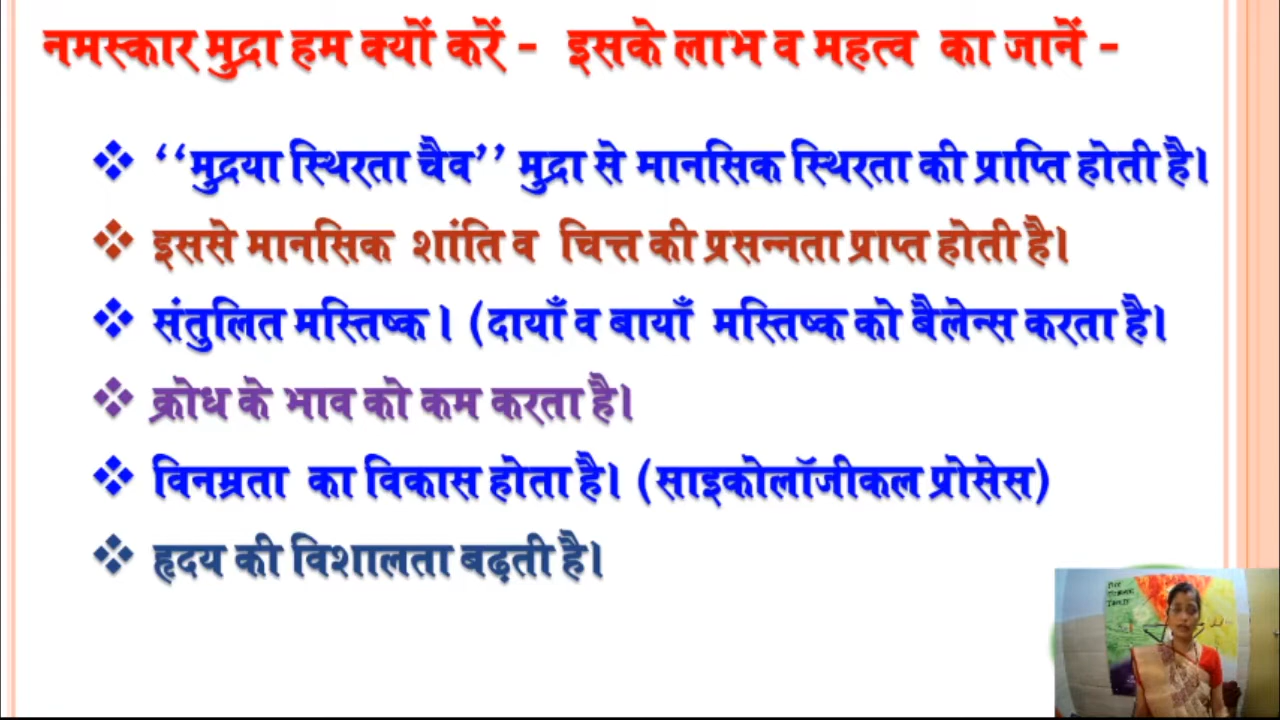 नमस्कार मुद्रा हम क्यों करें - इसके लाभ व महत्व का जानें -
❖ ‘‘मुद्रया स्थिरता चैव’’ मुद्रा से मानसिक स्थिरता की प्राप्ति होती है।
❖ इससे मानसिक शांति व चित्त की प्रसन्नता प्राप्त होती है।
❖ संतुलित मस्तिष्क। (दायाँ व बायाँ मस्तिष्क को बैलेन्स करता है।
❖ क्रोध के भाव को कम करता है।
❖ विनम्रता का विकास होता है। (साइकोलॉजीकल प्रोसेस)
❖ हृदय की विशालता बढ़ती है।